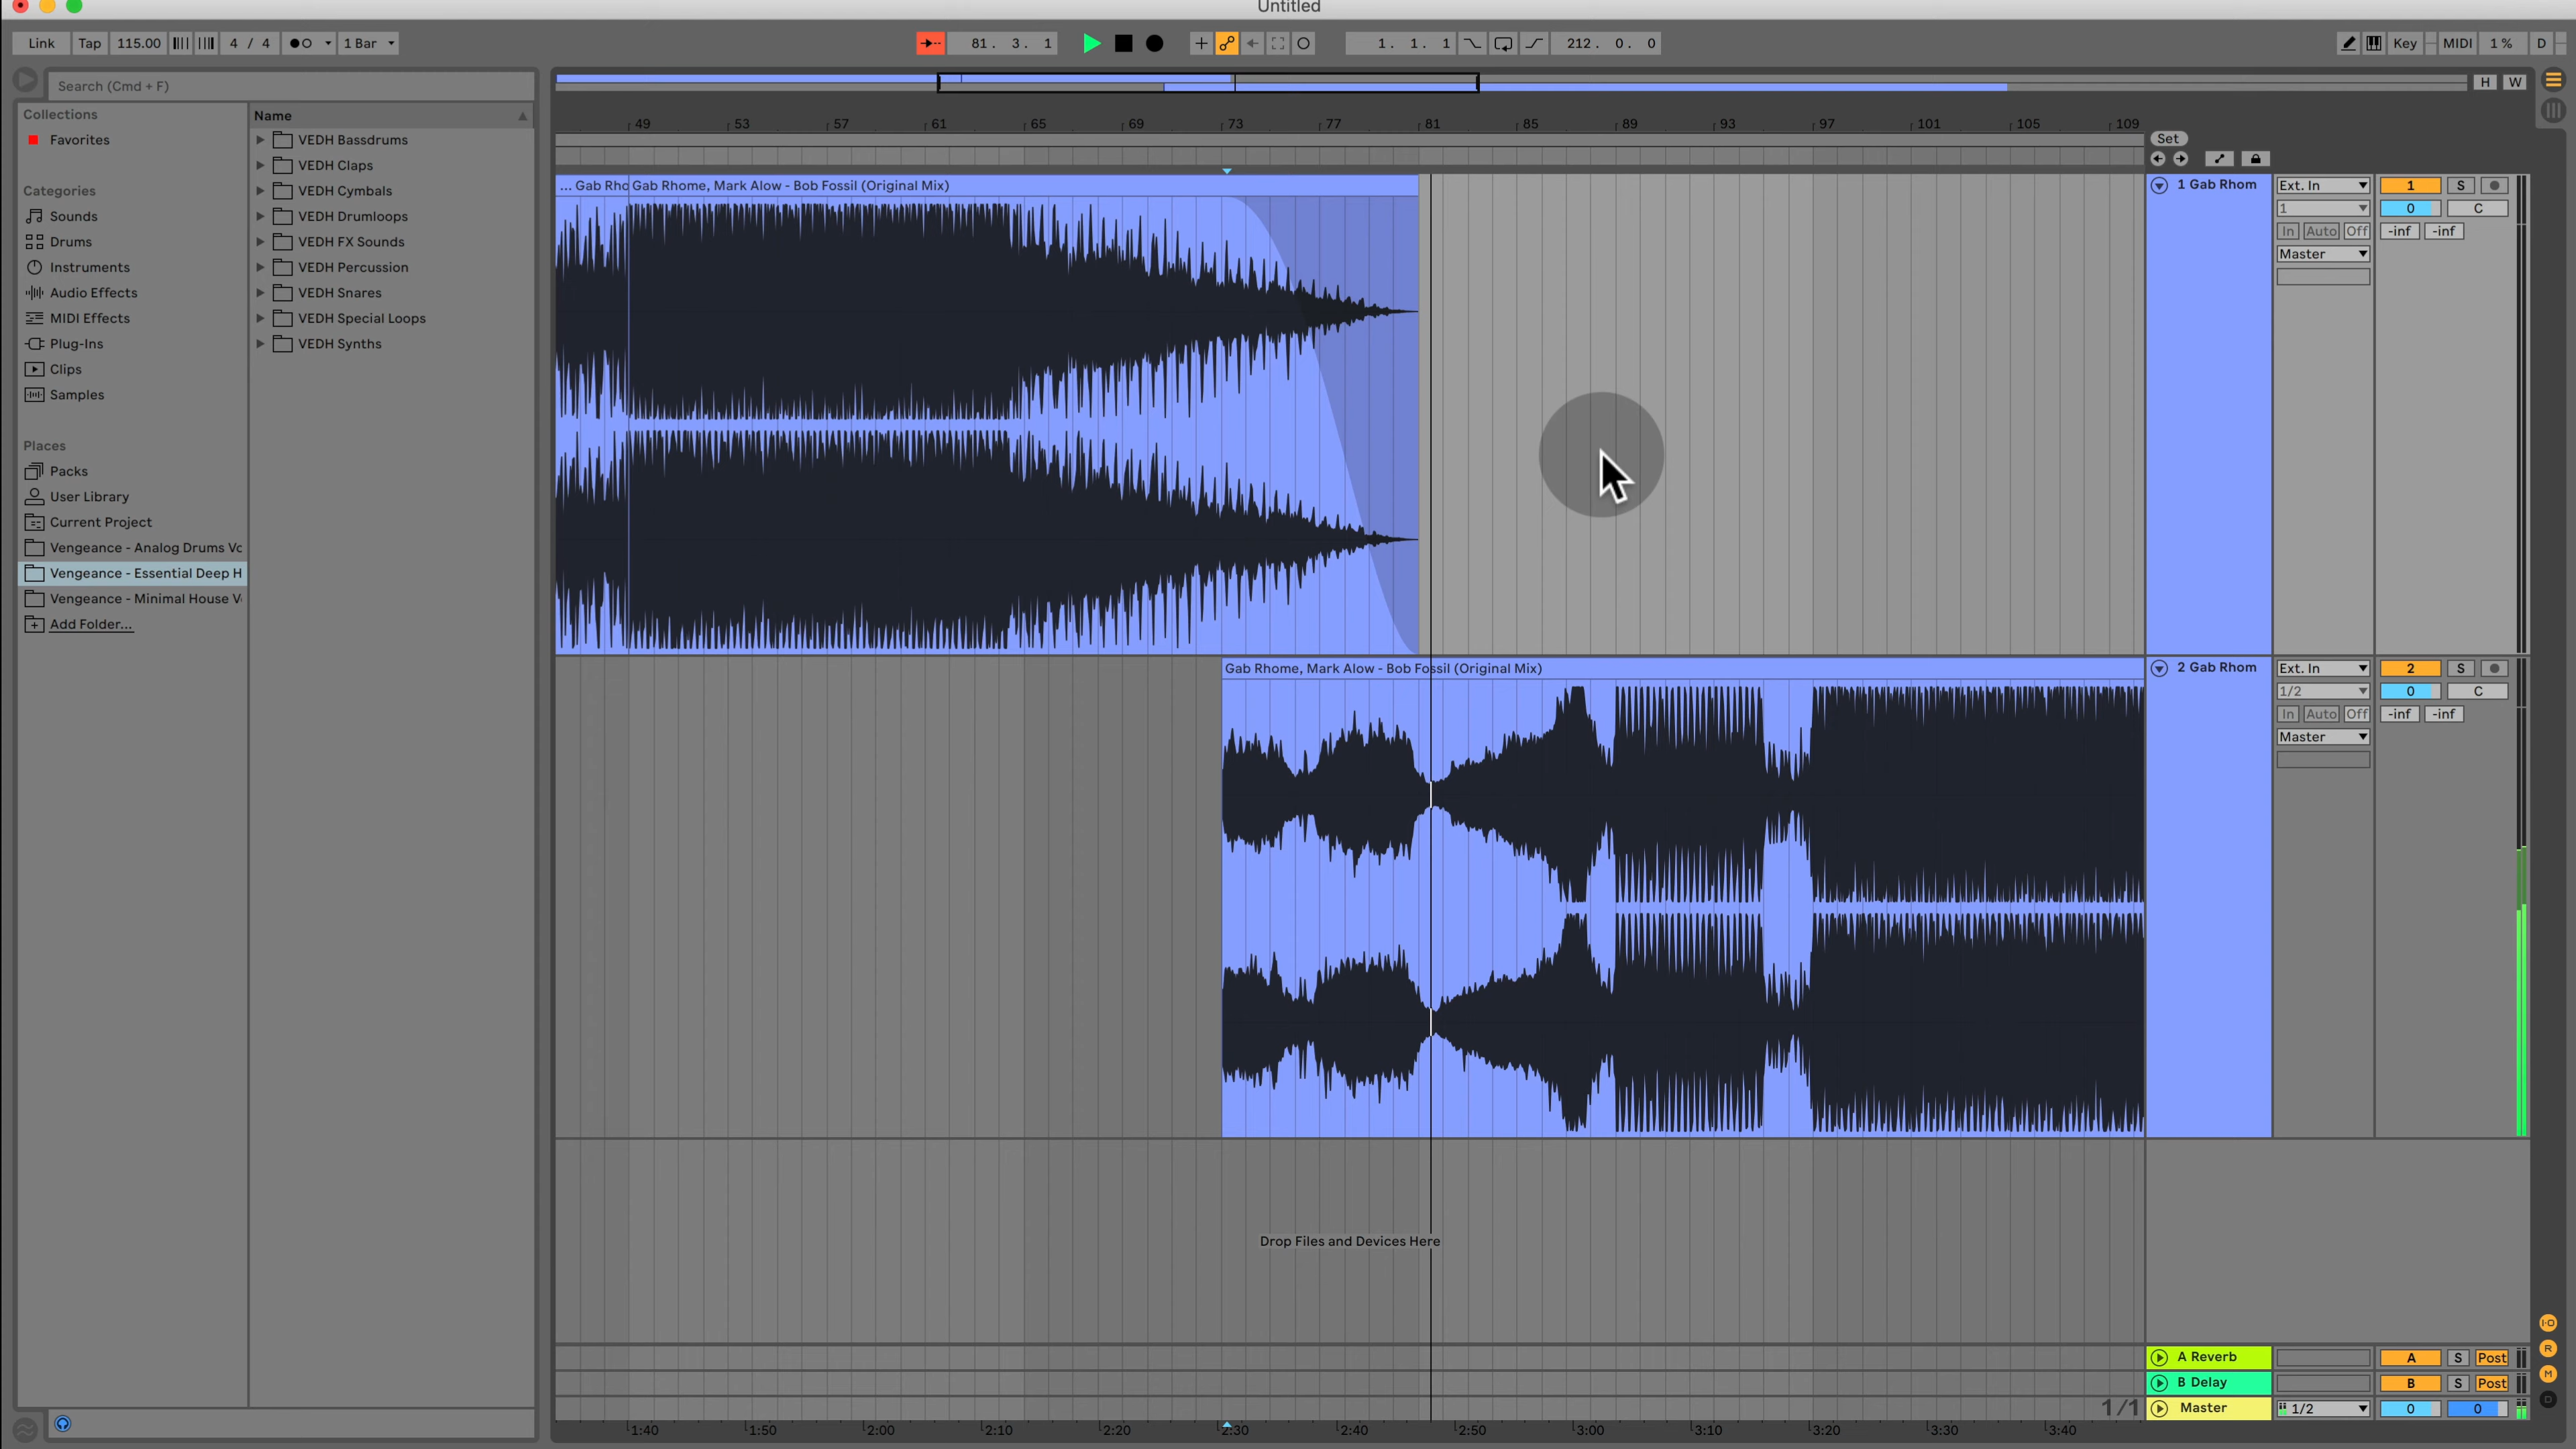 Untitled
Link Tap 115.00 4 / 4 1 Bar 81. 3. 1 1. 1. 1 212. 0. 0 Key MIDI 1 % D
Search (Cmd + F)
H W
Collections
Favorites
Categories
Sounds
Drums
Instruments
Audio Effects
MIDI Effects
Plug-Ins
Clips
Samples
Places
Packs
User Library
Current Project
Vengeance - Analog Drums Vo
Vengeance - Essential Deep H
Vengeance - Minimal House V
Add Folder...
Name
VEDH Bassdrums
VEDH Claps
VEDH Cymbals
VEDH Drumloops
VEDH FX Sounds
VEDH Percussion
VEDH Snares
VEDH Special Loops
VEDH Synths
49 53 57 61 65 69 73 77 81 85 89 93 97 101 105 109
Set
... Gab Rho Gab Rhome, Mark Alow - Bob Fossil (Original Mix)
1 Gab Rhom Ext. In 1 S
1 0 C
In Auto Off -inf -inf
Master
Gab Rhome, Mark Alow - Bob Fossil (Original Mix)
2 Gab Rhom Ext. In 2 S
1/2 0 C
In Auto Off -inf -inf
Master
Drop Files and Devices Here
A Reverb A S Post
B Delay B S Post
1/1 Master 1/2 0 0
I·O
R
M
D
1:40 1:50 2:00 2:10 2:20 2:30 2:40 2:50 3:00 3:10 3:20 3:30 3:40